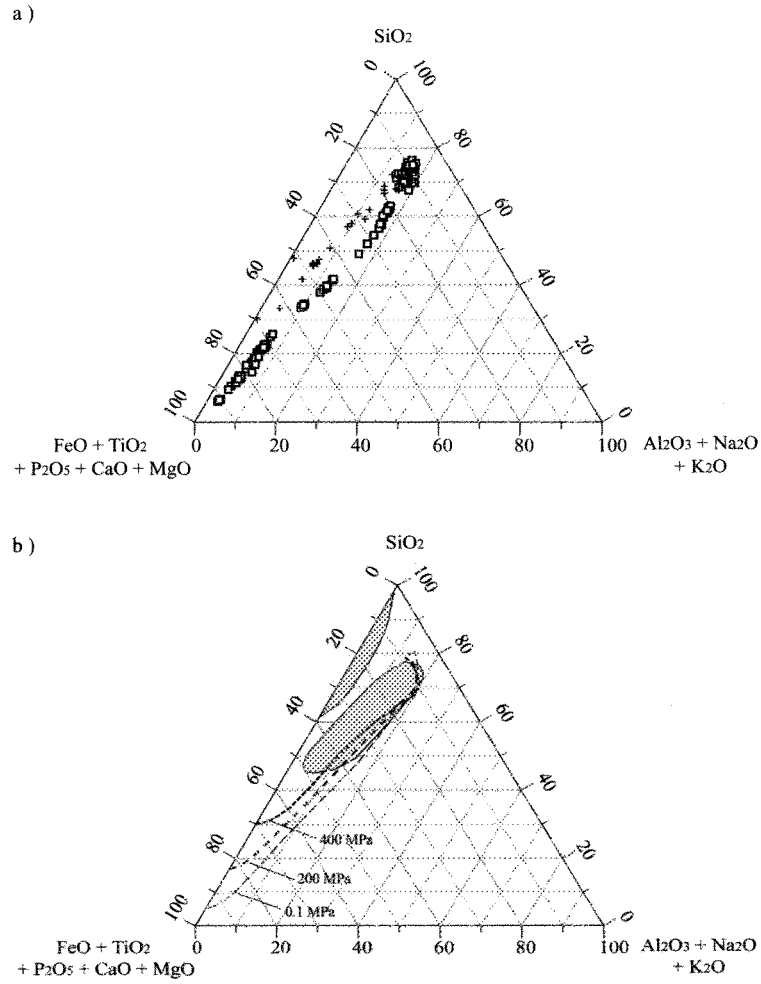 a )
SiO2
0 100
20 80
40 60
60 40
80 20
100 0
0 20 40 60 80 100
FeO + TiO2
+ P2O5 + CaO + MgO
Al2O3 + Na2O
+ K2O
b )
SiO2
0 100
20 80
40 60
60 40
400 MPa
80 20
200 MPa
0.1 MPa
100 0
0 20 40 60 80 100
FeO + TiO2
+ P2O5 + CaO + MgO
Al2O3 + Na2O
+ K2O